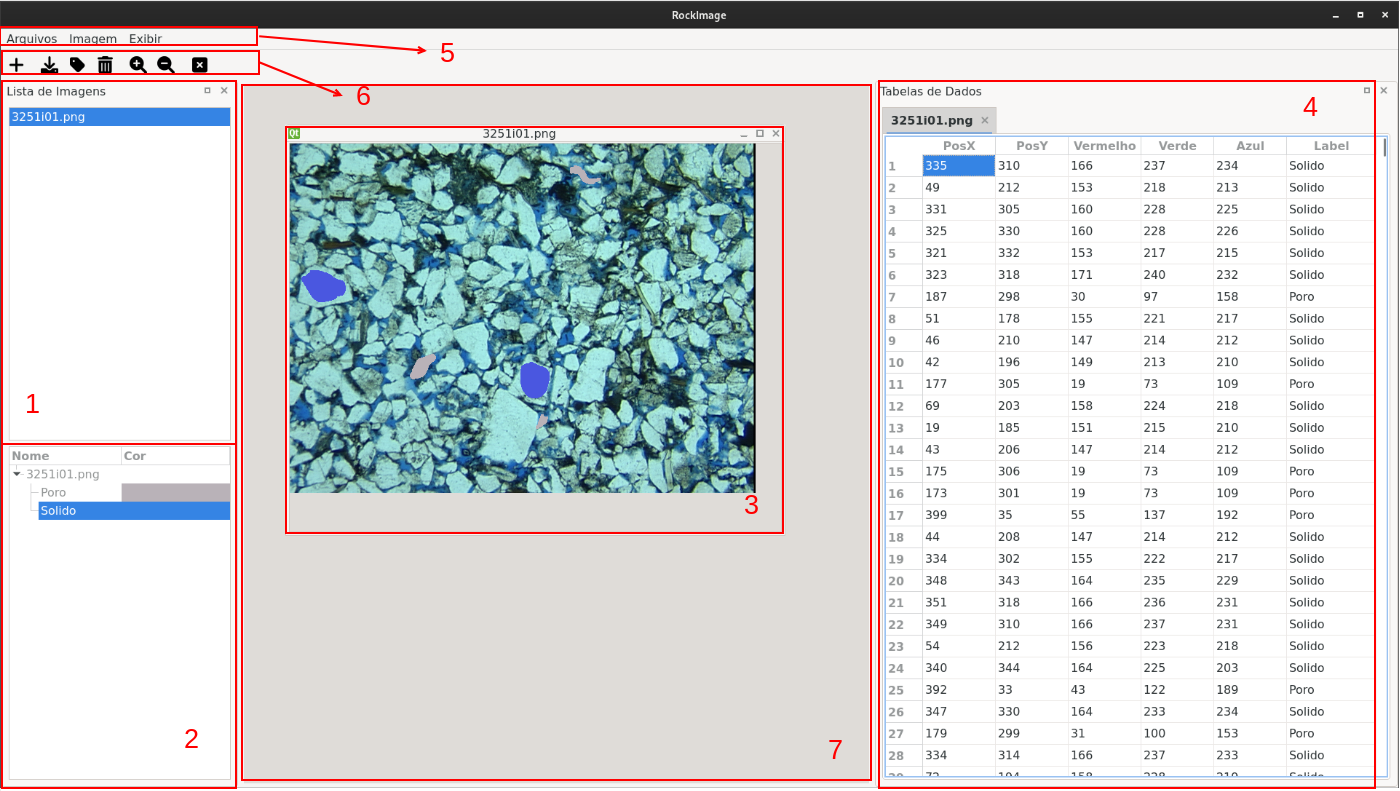 RockImage
Arquivos Imagem Exibir
5
6
Lista de Imagens
3251i01.png
1
Nome Cor
3251i01.png
Poro
Solido
2
Qt 3251i01.png
3
7
Tabelas de Dados
4
3251i01.png
PosX PosY Vermelho Verde Azul Label
1 335 310 166 237 234 Solido
2 49 212 153 218 213 Solido
3 331 305 160 228 225 Solido
4 325 330 160 228 226 Solido
5 321 332 153 217 215 Solido
6 323 318 171 240 232 Solido
7 187 298 30 97 158 Poro
8 51 178 155 221 217 Solido
9 46 210 147 214 212 Solido
10 42 196 149 213 210 Solido
11 177 305 19 73 109 Poro
12 69 203 158 224 218 Solido
13 19 185 151 215 210 Solido
14 43 206 147 214 212 Solido
15 175 306 19 73 109 Poro
16 173 301 19 73 109 Poro
17 399 35 55 137 192 Poro
18 44 208 147 214 212 Solido
19 334 302 155 222 217 Solido
20 348 343 164 235 229 Solido
21 351 318 166 236 231 Solido
22 349 310 166 237 231 Solido
23 54 212 156 223 218 Solido
24 340 344 164 225 203 Solido
25 392 33 43 122 189 Poro
26 347 330 164 233 234 Solido
27 179 299 31 100 153 Poro
28 334 314 166 237 233 Solido